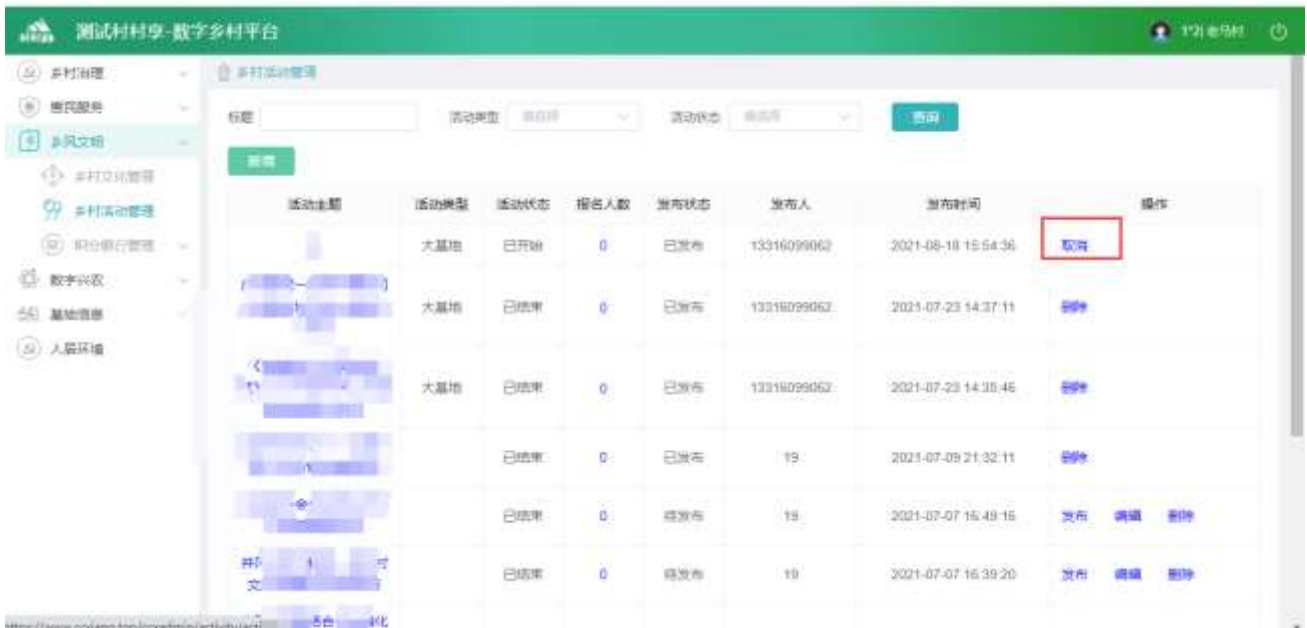 测试村村享-数字乡村平台
乡村治理
惠民服务
乡风文明
乡村文化管理
乡村活动管理
积分银行管理
数字兴农
基础信息
人居环境
乡村活动管理
标题 活动类型 请选择 活动状态 请选择 查询
新增
活动主题 活动类型 活动状态 报名人数 发布状态 发布人 发布时间 操作
大基地 已开始 0 已发布 13316099062 2021-08-18 15:54:36 取消
大基地 已结束 0 已发布 13316099062 2021-07-23 14:37:11 删除
大基地 已结束 0 已发布 13316099062 2021-07-23 14:35:46 删除
已结束 0 已发布 19 2021-07-09 21:32:11 删除
已结束 0 待发布 19 2021-07-07 16:49:16 发布 编辑 删除
已结束 0 待发布 19 2021-07-07 16:39:20 发布 编辑 删除